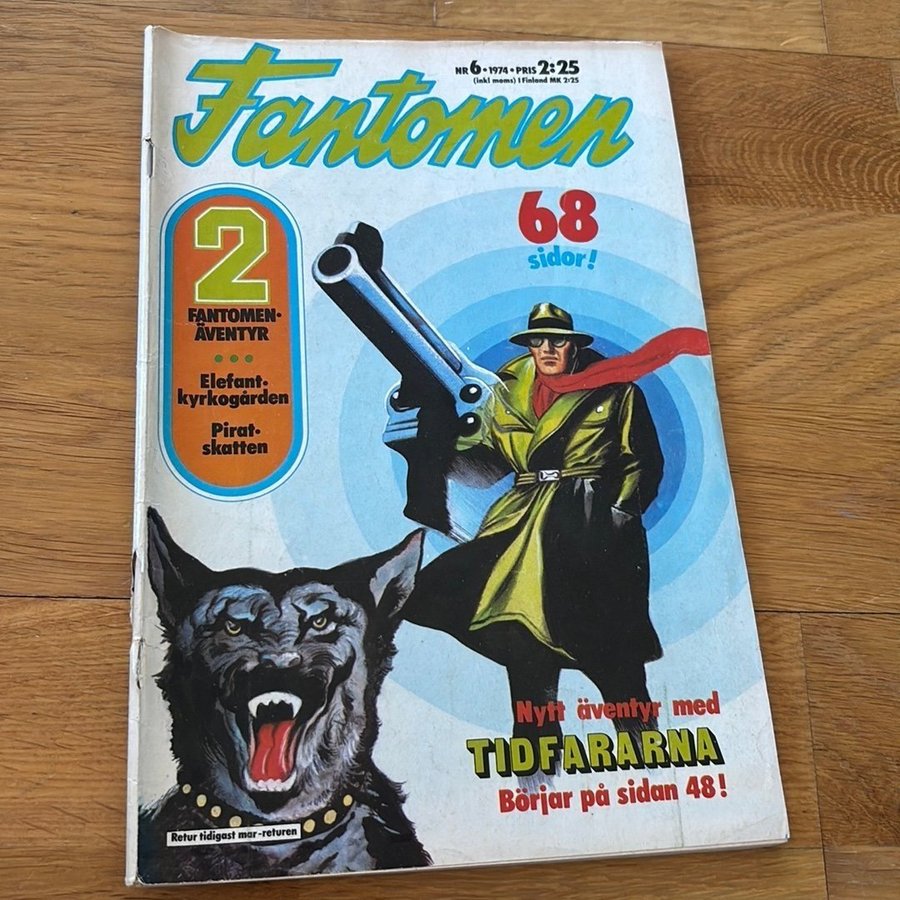 NR 6 • 1974 • PRIS 2:25
(inkl moms) I Finland MK 2:25
Fantomen
68
sidor!
2
FANTOMEN-
ÄVENTYR
•••
Elefant-
kyrkogården
Pirat-
skatten
Nytt äventyr med
TIDFARARNA
Börjar på sidan 48!
Retur tidigast mar-returen